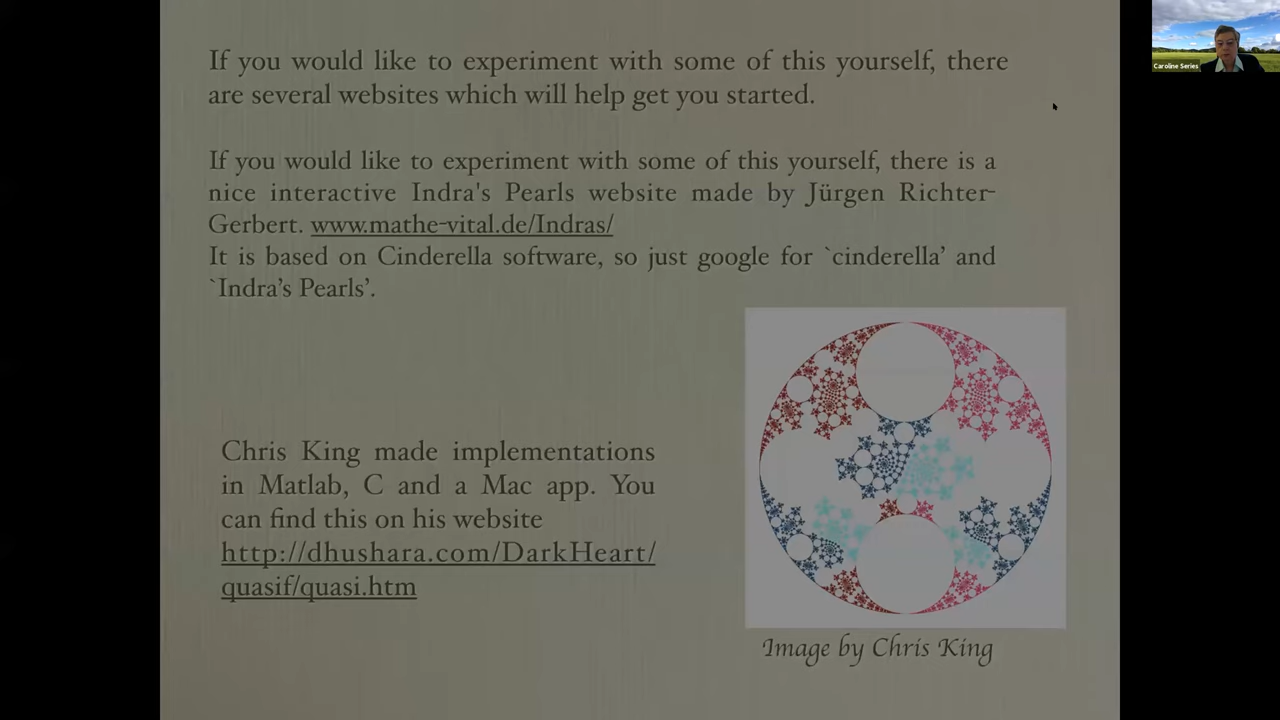 If you would like to experiment with some of this yourself, there
are several websites which will help get you started.
If you would like to experiment with some of this yourself, there is a
nice interactive Indra's Pearls website made by Jürgen Richter-
Gerbert. www.mathe-vital.de/Indras/
It is based on Cinderella software, so just google for `cinderella’ and
`Indra’s Pearls’.
Chris King made implementations
in Matlab, C and a Mac app. You
can find this on his website
http://dhushara.com/DarkHeart/
quasif/quasi.htm
Image by Chris King
Caroline Series